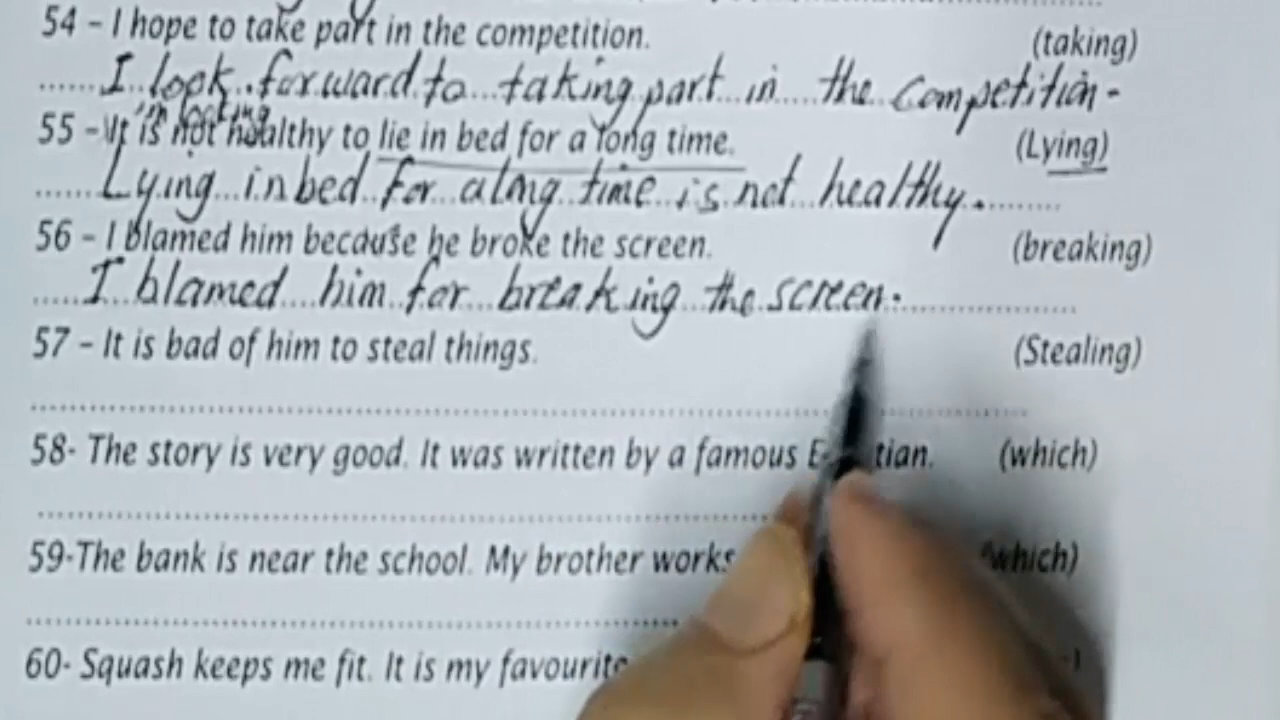 54 – I hope to take part in the competition. (taking)
I look forward to taking part in the competition.
I'm looking
55 – It is not healthy to lie in bed for a long time. (Lying)
Lying in bed for a long time is not healthy.
56 – I blamed him because he broke the screen. (breaking)
I blamed him for breaking the screen.
57 – It is bad of him to steal things. (Stealing)
58- The story is very good. It was written by a famous (which)
59-The bank is near the school. My brother works (which)
60- Squash keeps me fit. It is my favourite